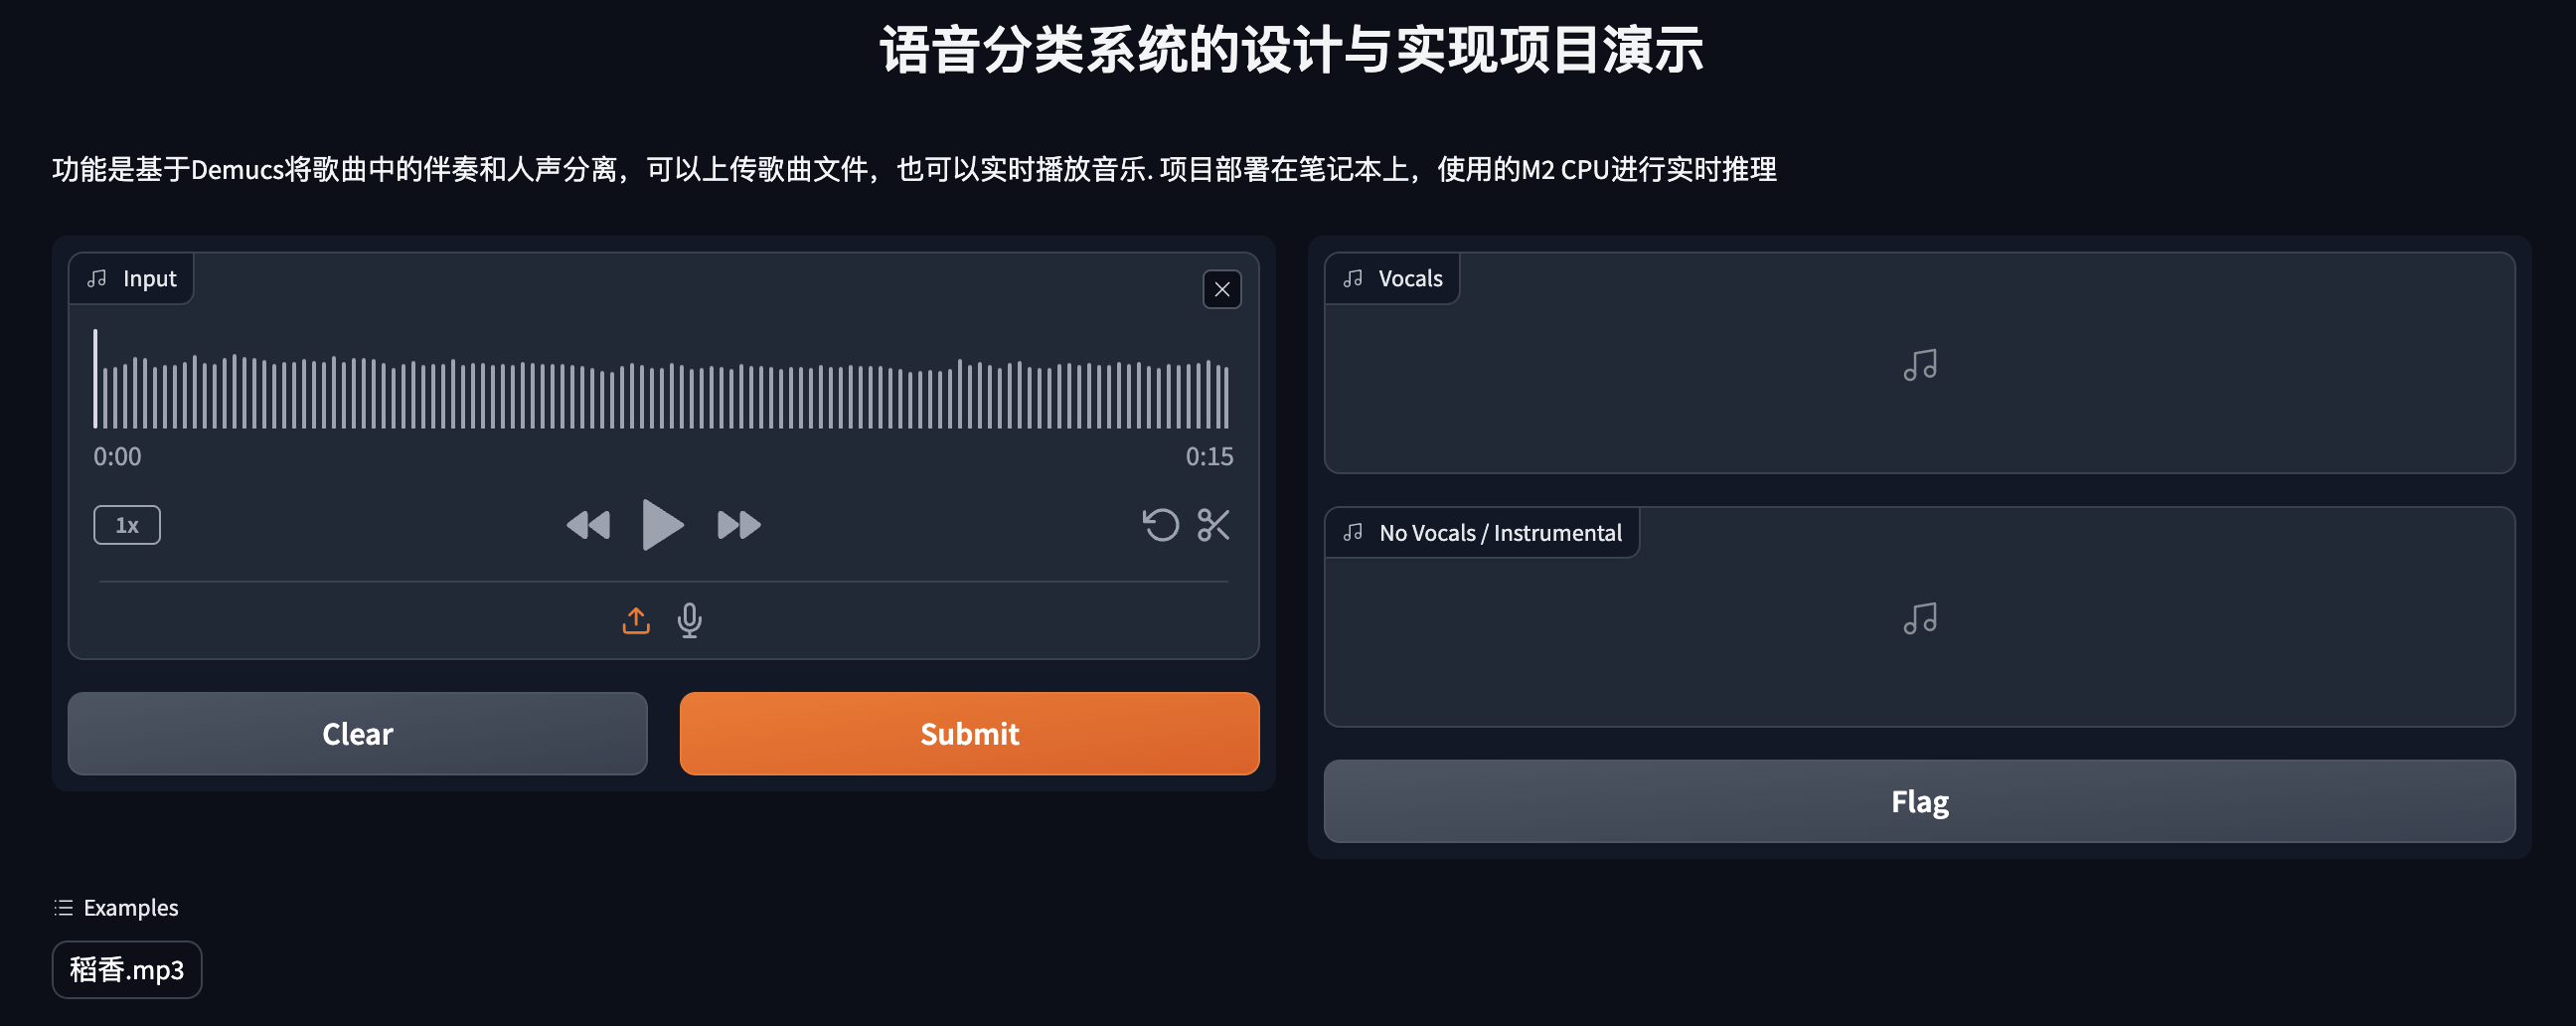 语音分类系统的设计与实现项目演示
功能是基于Demucs将歌曲中的伴奏和人声分离，可以上传歌曲文件，也可以实时播放音乐. 项目部署在笔记本上，使用的M2 CPU进行实时推理
Input
0:00
0:15
1x
Clear
Submit
Vocals
No Vocals / Instrumental
Flag
Examples
稻香.mp3